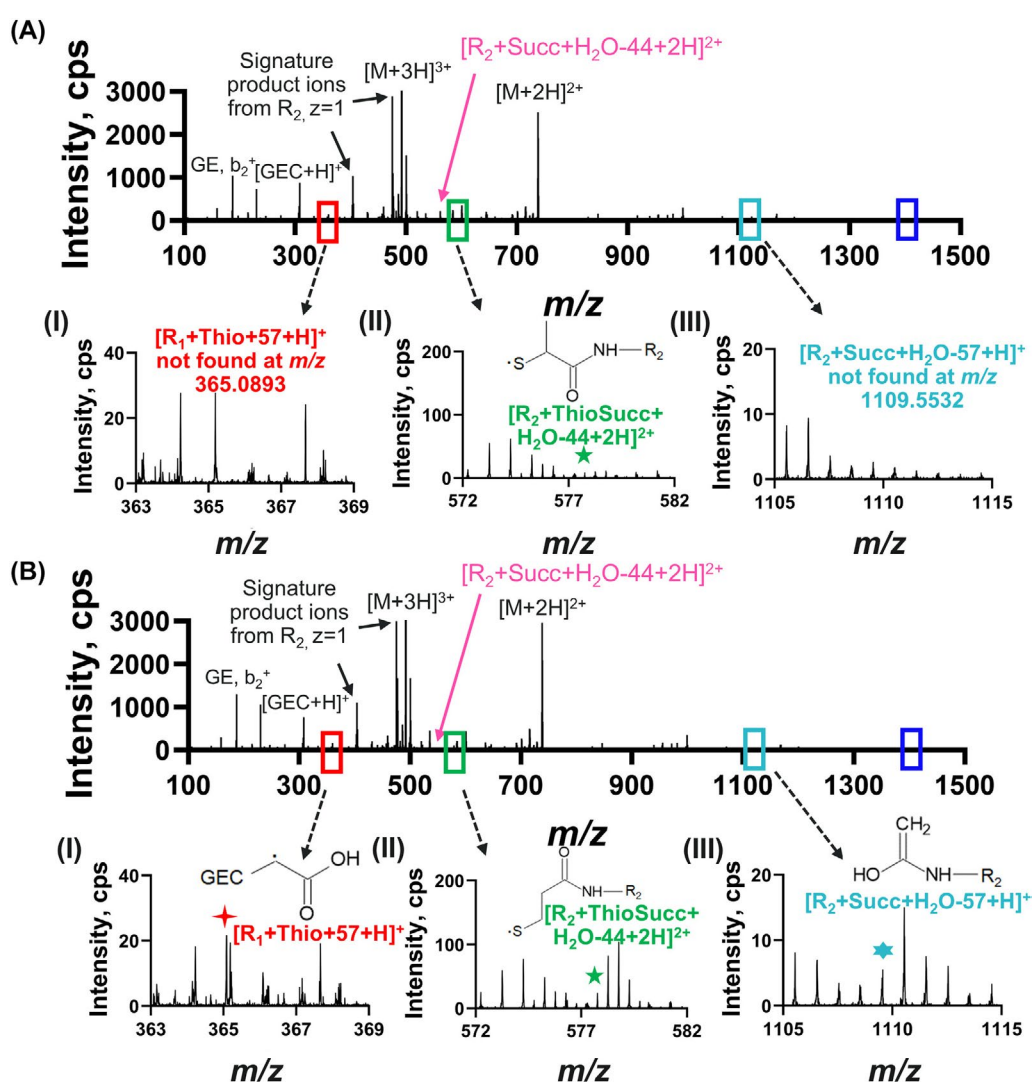 (A)
[R₂+Succ+H₂O-44+2H]²⁺
Signature
product ions
from R₂, z=1
[M+3H]³⁺
[M+2H]²⁺
GE, b₂⁺
[GEC+H]⁺
Intensity, cps
3000
2000
1000
0
100
300
500
700
900
1100
1300
1500
m/z
(I)
[R₁+Thio+57+H]⁺
not found at m/z
365.0893
Intensity, cps
40
20
0
363
365
367
369
m/z
(II)
·S
NH
R₂
O
[R₂+ThioSucc+
H₂O-44+2H]²⁺
Intensity, cps
200
100
0
572
577
582
m/z
(III)
[R₂+Succ+H₂O-57+H]⁺
not found at m/z
1109.5532
Intensity, cps
20
10
0
1105
1110
1115
m/z
(B)
[R₂+Succ+H₂O-44+2H]²⁺
Signature
product ions
from R₂, z=1
[M+3H]³⁺
[M+2H]²⁺
GE, b₂⁺
[GEC+H]⁺
Intensity, cps
3000
2000
1000
0
100
300
500
700
900
1100
1300
1500
m/z
(I)
GEC
·
OH
O
[R₁+Thio+57+H]⁺
Intensity, cps
40
20
0
363
365
367
369
m/z
(II)
O
NH
R₂
·S
[R₂+ThioSucc+
H₂O-44+2H]²⁺
Intensity, cps
200
100
0
572
577
582
m/z
(III)
CH₂
HO
NH
R₂
[R₂+Succ+H₂O-57+H]⁺
Intensity, cps
20
10
0
1105
1110
1115
m/z